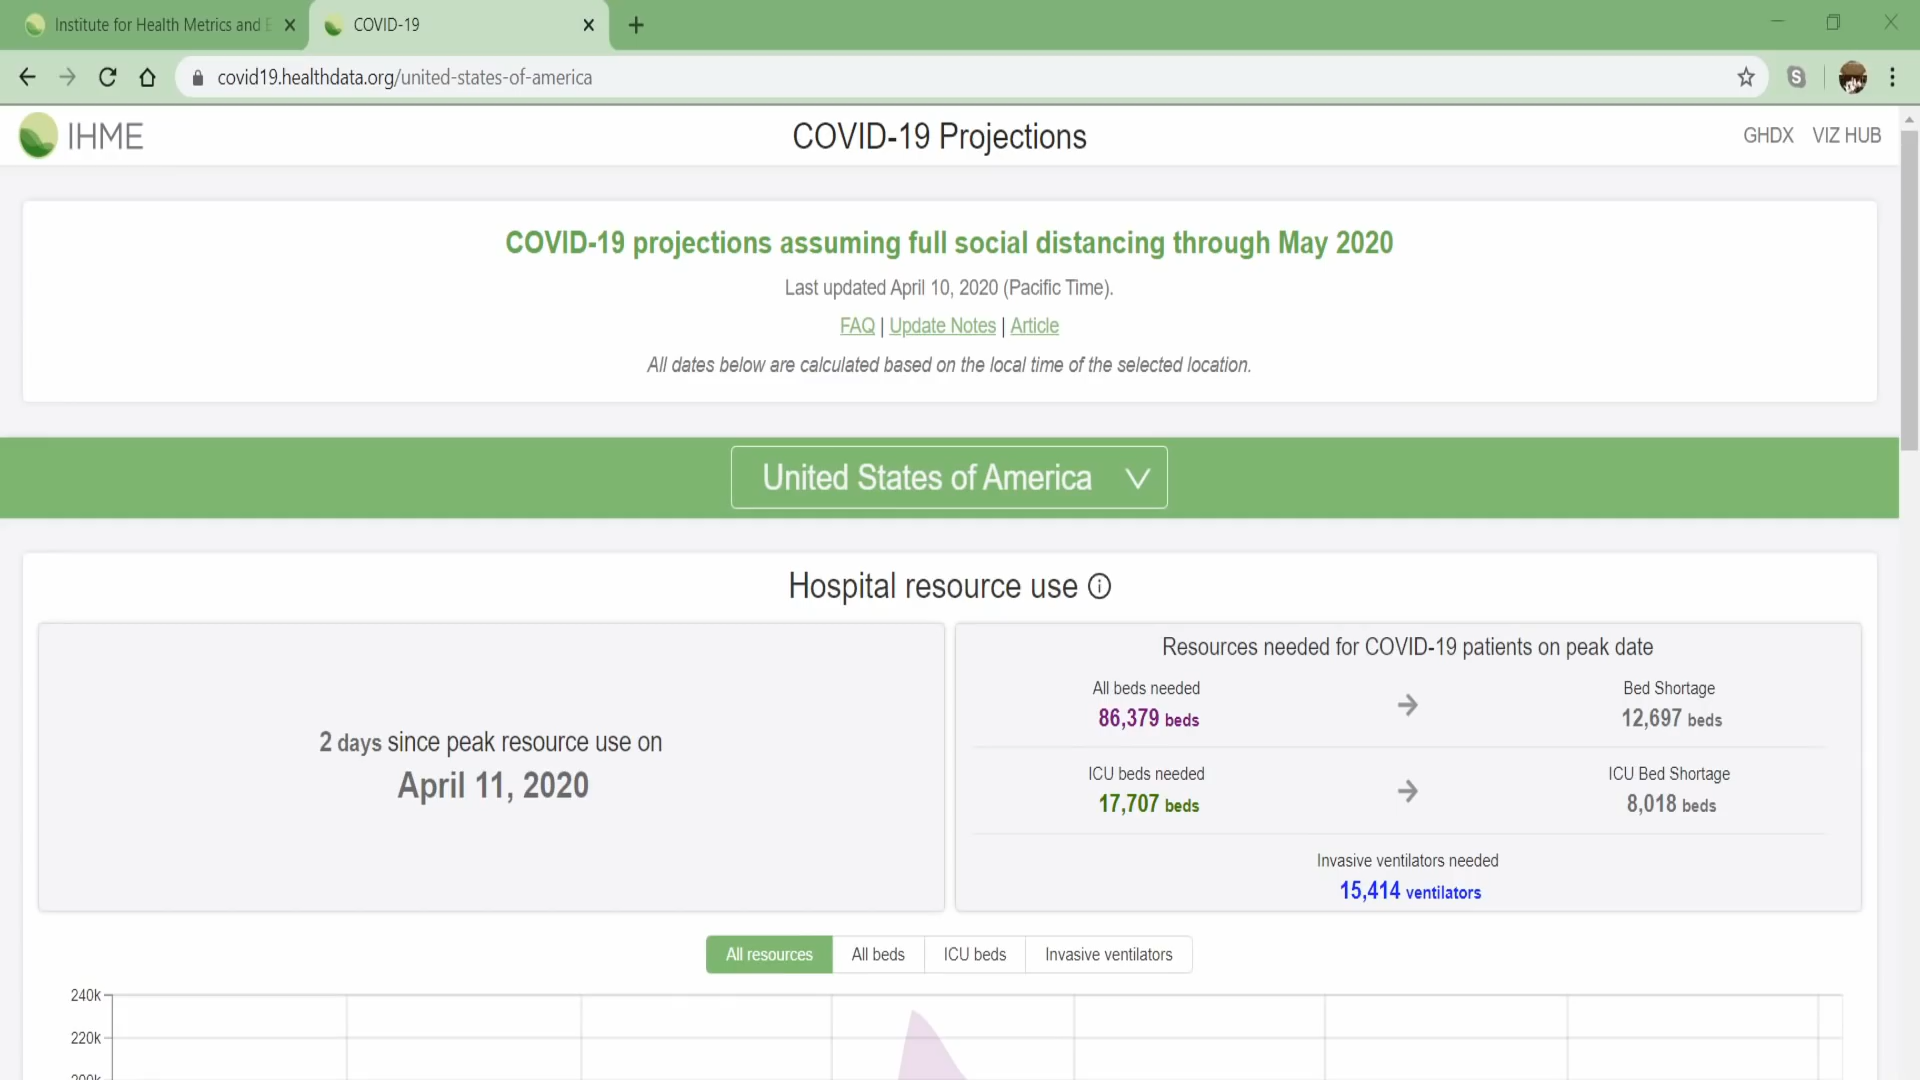 Institute for Health Metrics and E
COVID-19
covid19.healthdata.org/united-states-of-america
IHME
COVID-19 Projections
GHDX VIZ HUB
COVID-19 projections assuming full social distancing through May 2020
Last updated April 10, 2020 (Pacific Time).
FAQ | Update Notes | Article
All dates below are calculated based on the local time of the selected location.
United States of America
Hospital resource use
2 days since peak resource use on
April 11, 2020
Resources needed for COVID-19 patients on peak date
All beds needed
86,379 beds
Bed Shortage
12,697 beds
ICU beds needed
17,707 beds
ICU Bed Shortage
8,018 beds
Invasive ventilators needed
15,414 ventilators
All resources All beds ICU beds Invasive ventilators
240k
220k
200k